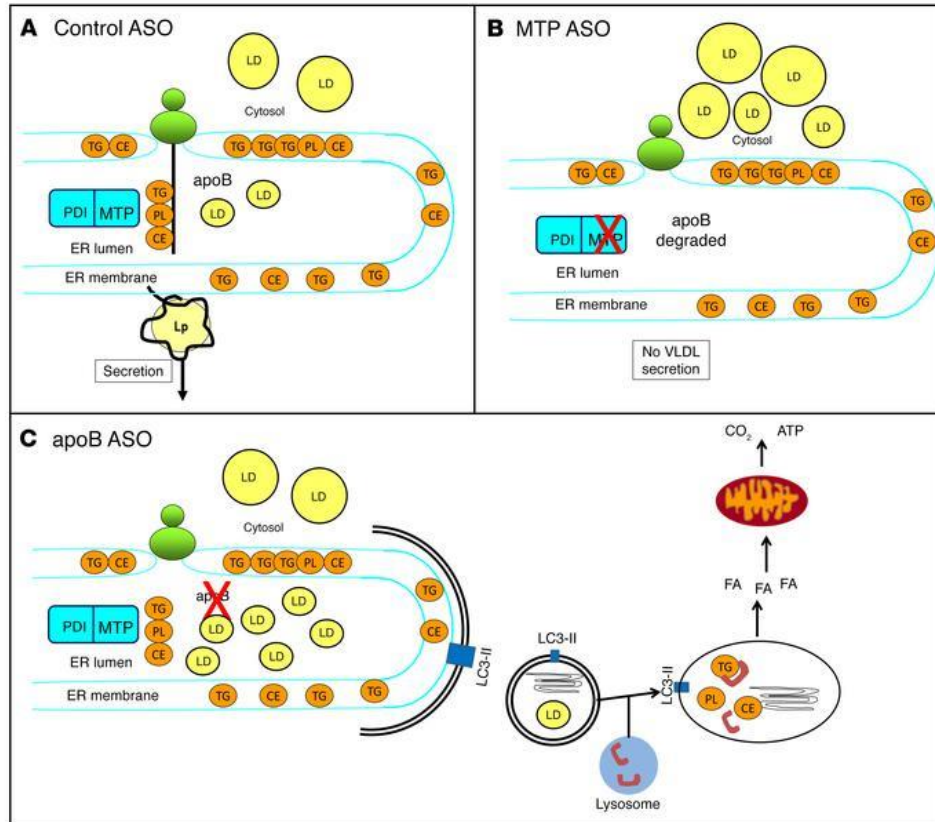 A Control ASO
LD
LD
Cytosol
TG CE
TG TG TG PL CE
TG
apoB
LD
LD
TG
PL
CE
PDI MTP
CE
ER lumen
ER membrane
TG CE TG TG
Lp
Secretion
B MTP ASO
LD
LD
LD LD
LD
Cytosol
TG CE
TG TG TG PL CE
TG
apoB
degraded
PDI MTP
CE
ER lumen
ER membrane
TG CE TG TG
No VLDL
secretion
C apoB ASO
LD
LD
Cytosol
TG CE
TG TG TG PL CE
TG
apoB
LD
LD LD
LD
LD LD
LD
TG
PL
CE
PDI MTP
CE
ER lumen
ER membrane
TG CE TG TG
LC3-II
LC3-II
LD
Lysosome
LC3-II
TG
PL
CE
FA FA FA
CO2 ATP